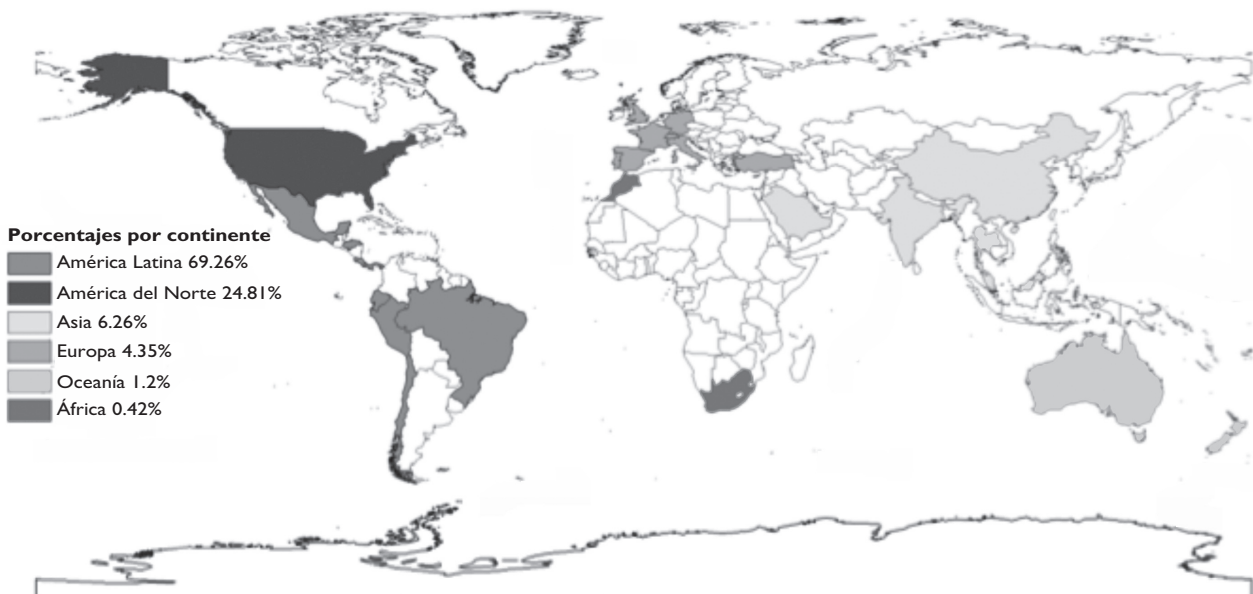 Porcentajes por continente
América Latina 69.26%
América del Norte 24.81%
Asia 6.26%
Europa 4.35%
Oceanía 1.2%
África 0.42%